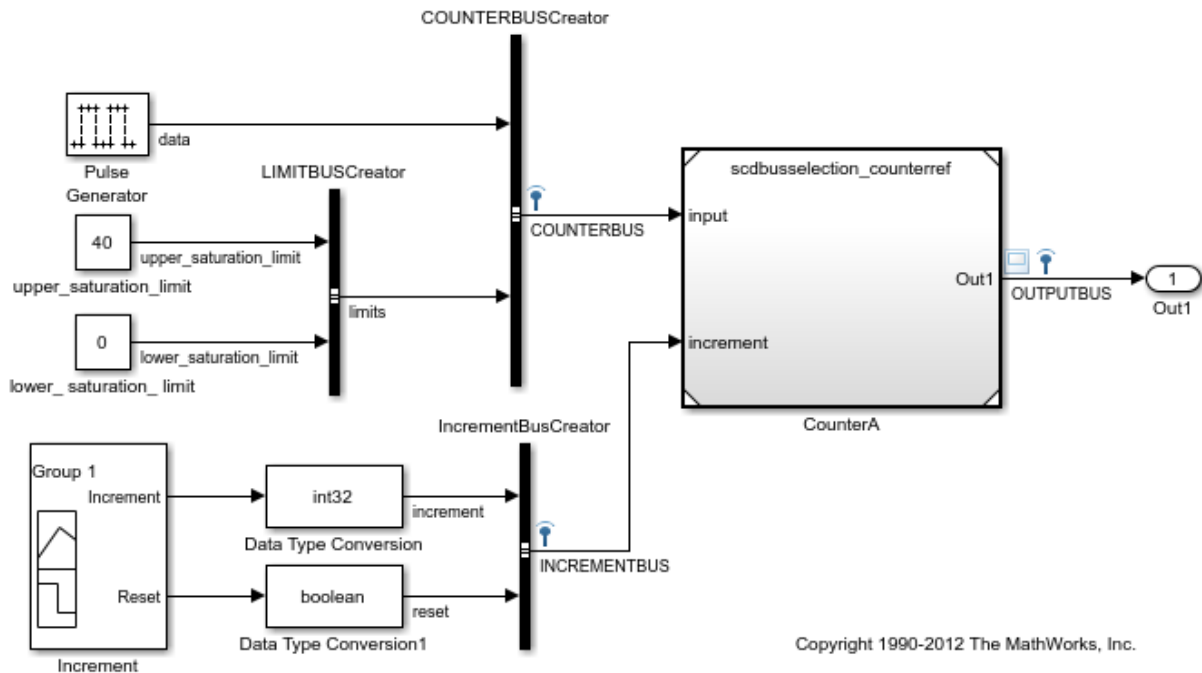 COUNTERBUSCreator
data
Pulse
Generator
LIMITBUSCreator
40
upper_saturation_limit
upper_saturation_limit
0
lower_saturation_limit
lower_ saturation_ limit
limits
COUNTERBUS
scdbusselection_counterref
input
increment
Out1
CounterA
OUTPUTBUS
1
Out1
IncrementBusCreator
Group 1
Increment
Reset
Increment
int32
Data Type Conversion
increment
boolean
Data Type Conversion1
reset
INCREMENTBUS
Copyright 1990-2012 The MathWorks, Inc.